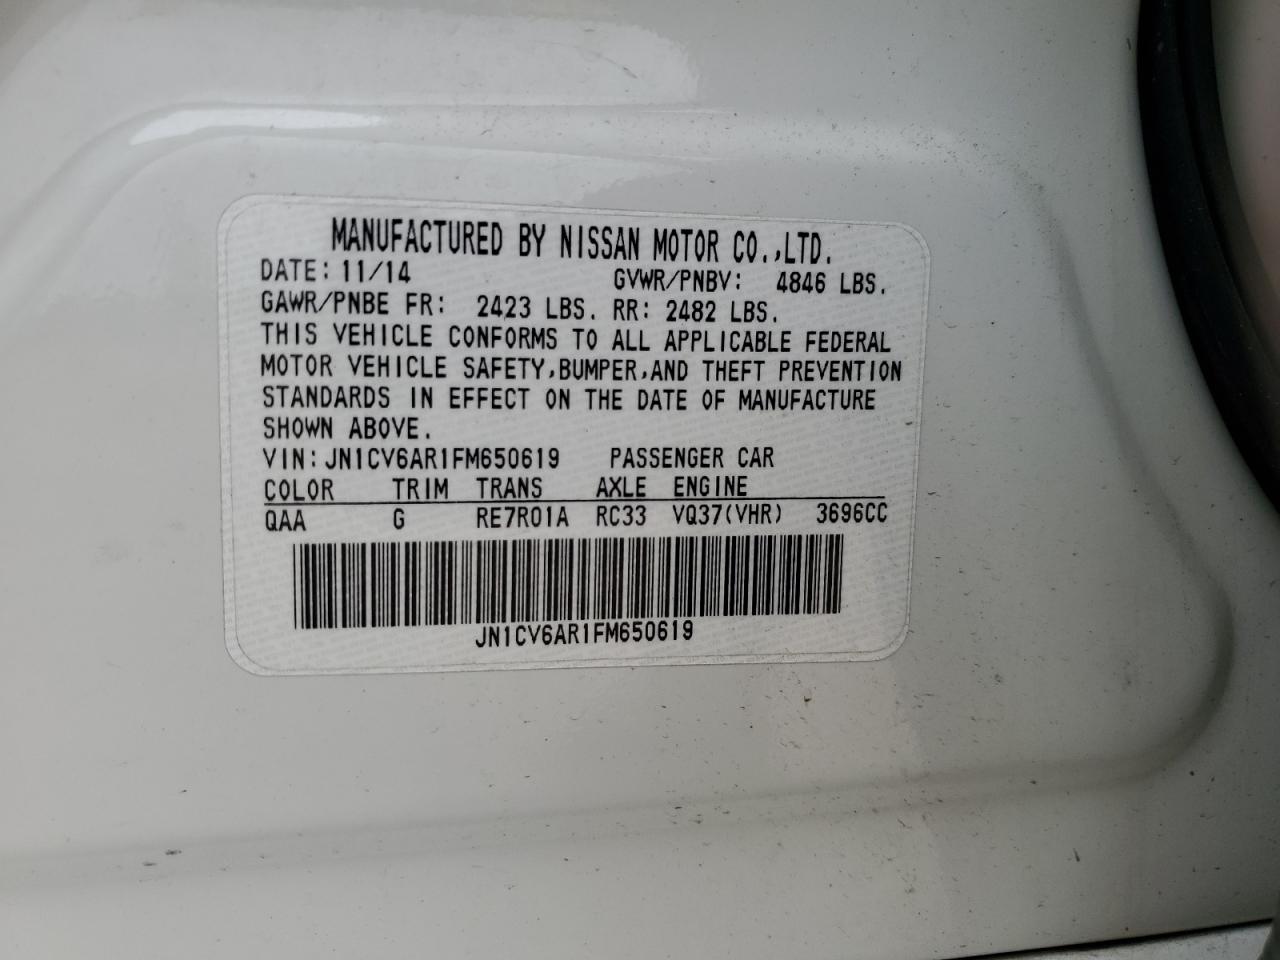 MANUFACTURED BY NISSAN MOTOR CO.,LTD.
DATE: 11/14 GVWR/PNBV: 4846 LBS.
GAWR/PNBE FR: 2423 LBS. RR: 2482 LBS.
THIS VEHICLE CONFORMS TO ALL APPLICABLE FEDERAL
MOTOR VEHICLE SAFETY,BUMPER,AND THEFT PREVENTION
STANDARDS IN EFFECT ON THE DATE OF MANUFACTURE
SHOWN ABOVE.
VIN: JN1CV6AR1FM650619 PASSENGER CAR
COLOR TRIM TRANS AXLE ENGINE
QAA G RE7R01A RC33 VQ37(VHR) 3696CC
JN1CV6AR1FM650619